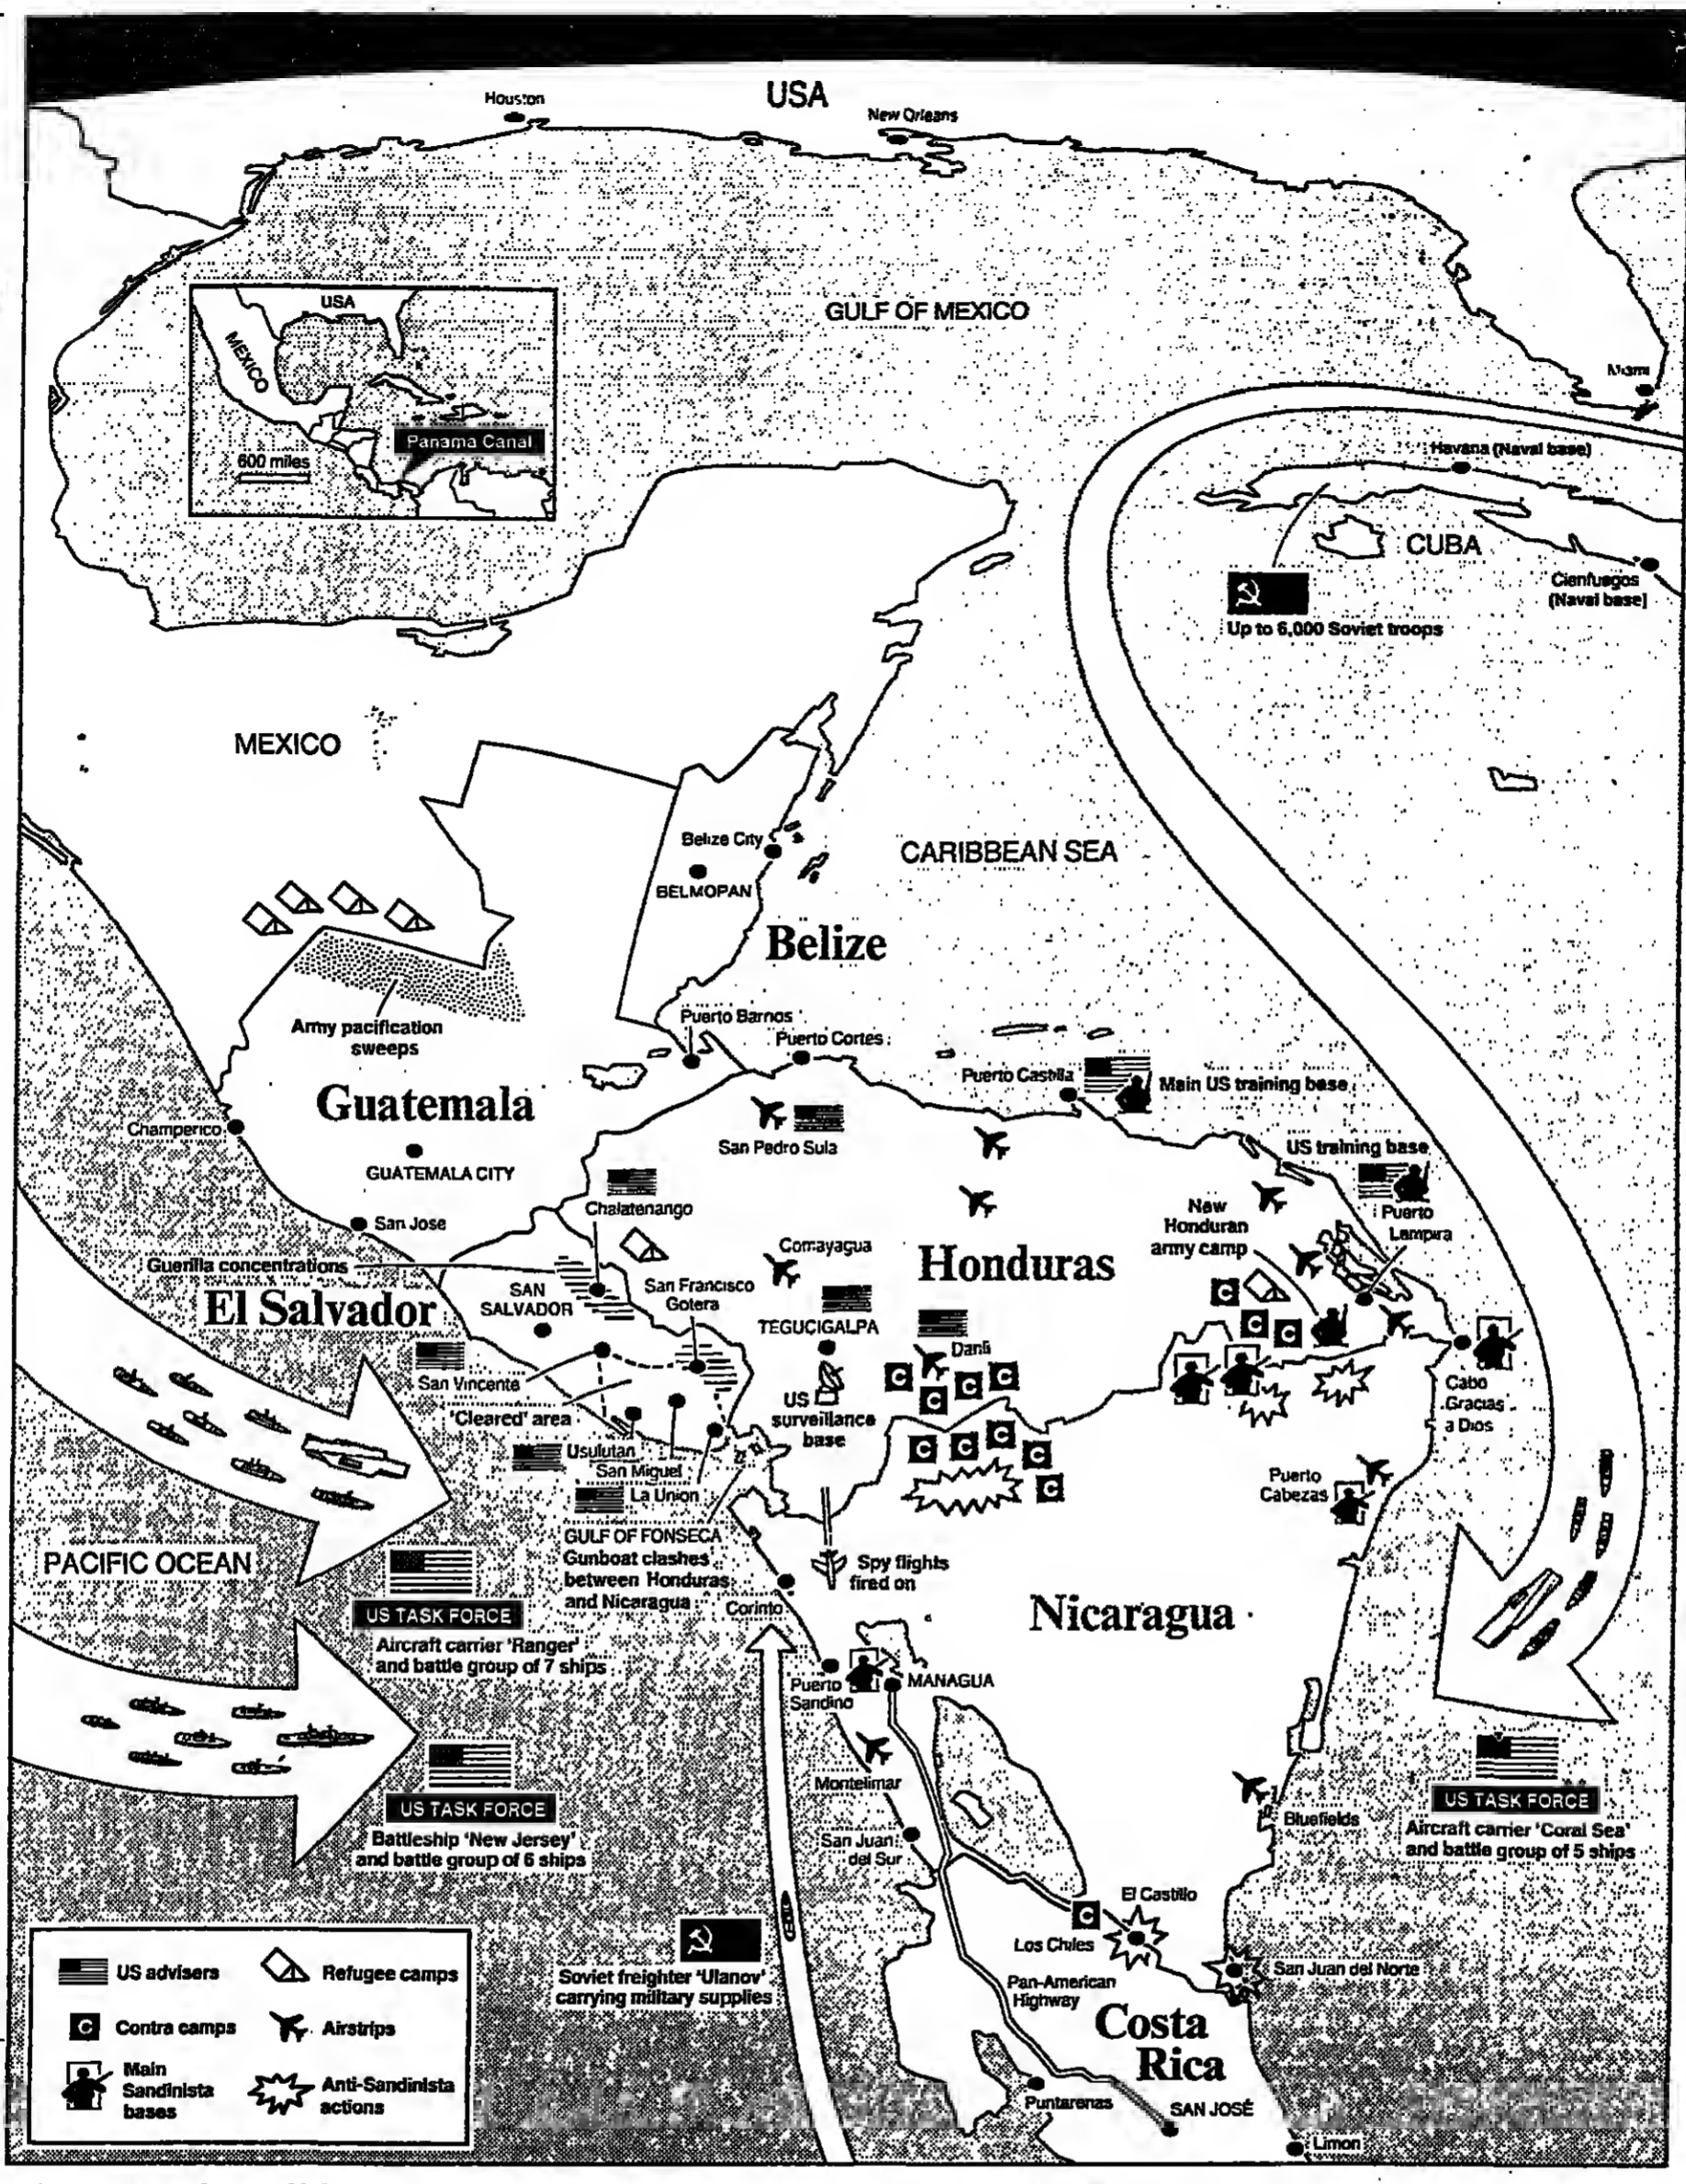 Houston
USA
New Orleans
GULF OF MEXICO
USA
MEXICO
Panama Canal
600 miles
Miami
Havana (Naval base)
CUBA
Cienfuegos
(Naval base)
Up to 6,000 Soviet troops
MEXICO
Belize City
BELMOPAN
CARIBBEAN SEA
Belize
Army pacification
sweeps
Puerto Barrios
Puerto Cortes
Guatemala
Puerto Castilla
Main US training base
Champerico
San Pedro Sula
GUATEMALA CITY
US training base
Chalatenango
San Jose
New
Honduran
army camp
Puerto
Lempira
Guerilla concentrations
Comayagua
Honduras
El Salvador
SAN
SALVADOR
San Francisco
Gotera
TEGUCIGALPA
Danli
San Vincente
'Cleared' area
US
surveillance
base
Cabo
Gracias
a Dios
Usulutan
San Miguel
La Union
C
C
C
C
C
C
C
C
C
C
C
C
Puerto
Cabezas
PACIFIC OCEAN
GULF OF FONSECA
Gunboat clashes
between Honduras
and Nicaragua
Spy flights
fired on
Corinto
US TASK FORCE
Aircraft carrier 'Ranger'
and battle group of 7 ships
Nicaragua
Puerto
Sandino
MANAGUA
US TASK FORCE
Battleship 'New Jersey'
and battle group of 6 ships
Montelimar
San Juan
del Sur
Bluefields
US TASK FORCE
Aircraft carrier 'Coral Sea'
and battle group of 5 ships
El Castillo
C
Los Chiles
San Juan del Norte
Soviet freighter 'Ulanov'
carrying military supplies
Pan-American
Highway
Costa
Rica
Puntarenas
SAN JOSÉ
Limon
US advisers
Refugee camps
C
Contra camps
Airstrips
Main
Sandinista
bases
Anti-Sandinista
actions